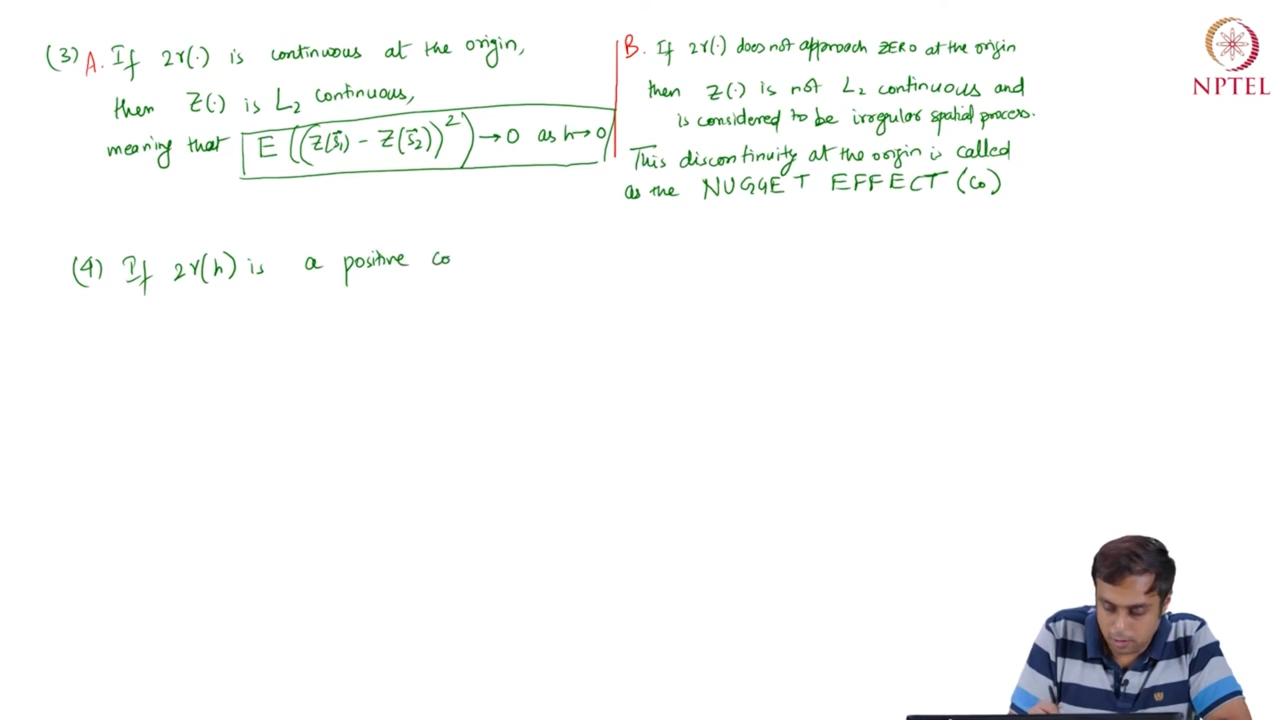 (3) A. If 2γ(·) is continuous at the origin,
then Z(·) is L₂ continuous,
meaning that E((Z(s⃗₁) - Z(s⃗₂))²) → 0 as h→0
B. If 2γ(·) does not approach ZERO at the origin
then Z(·) is not L₂ continuous and
is considered to be irregular spatial process.
This discontinuity at the origin is called
as the NUGGET EFFECT (C₀)
(4) If 2γ(h) is a positive co
NPTEL